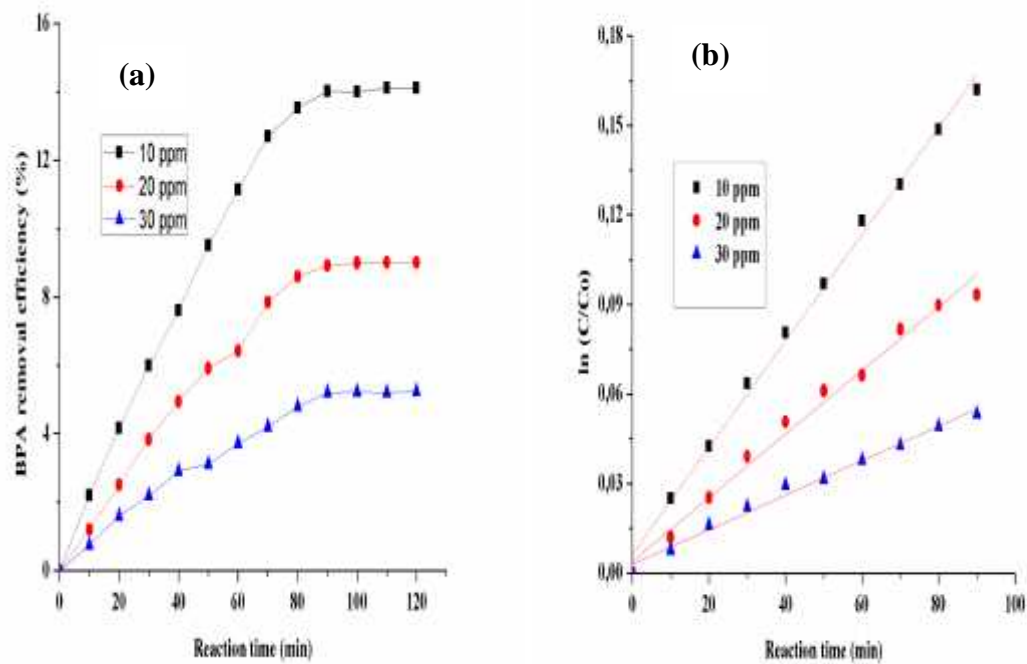 (a)
16
12
8
4
0
BPA removal efficiency (%)
10 ppm
20 ppm
30 ppm
0 20 40 60 80 100 120
Reaction time (min)
(b)
0,18
0,15
0,12
0,09
0,06
0,03
0,00
ln (C/Co)
10 ppm
20 ppm
30 ppm
0 20 40 60 80 100
Reaction time (min)